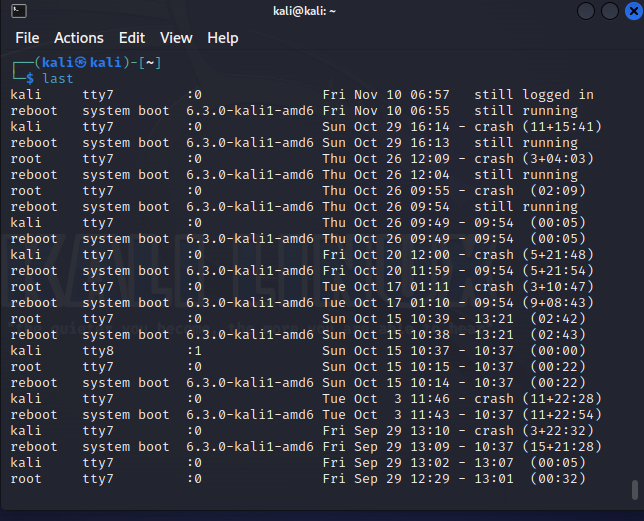 kali@kali: ~
File Actions Edit View Help
┌──(kali㉿kali)-[~]
└─$ last
kali     tty7         :0               Fri Nov 10 06:57   still logged in
reboot   system boot  6.3.0-kali1-amd6 Fri Nov 10 06:55   still running
kali     tty7         :0               Sun Oct 29 16:14 - crash (11+15:41)
reboot   system boot  6.3.0-kali1-amd6 Sun Oct 29 16:13   still running
root     tty7         :0               Thu Oct 26 12:09 - crash (3+04:03)
reboot   system boot  6.3.0-kali1-amd6 Thu Oct 26 12:04   still running
root     tty7         :0               Thu Oct 26 09:55 - crash  (02:09)
reboot   system boot  6.3.0-kali1-amd6 Thu Oct 26 09:54   still running
kali     tty7         :0               Thu Oct 26 09:49 - 09:54  (00:05)
reboot   system boot  6.3.0-kali1-amd6 Thu Oct 26 09:49 - 09:54  (00:05)
kali     tty7         :0               Fri Oct 20 12:00 - crash (5+21:48)
reboot   system boot  6.3.0-kali1-amd6 Fri Oct 20 11:59 - 09:54 (5+21:54)
root     tty7         :0               Tue Oct 17 01:11 - crash (3+10:47)
reboot   system boot  6.3.0-kali1-amd6 Tue Oct 17 01:10 - 09:54 (9+08:43)
root     tty7         :0               Sun Oct 15 10:39 - 13:21  (02:42)
reboot   system boot  6.3.0-kali1-amd6 Sun Oct 15 10:38 - 13:21  (02:43)
kali     tty8         :1               Sun Oct 15 10:37 - 10:37  (00:00)
root     tty7         :0               Sun Oct 15 10:15 - 10:37  (00:22)
reboot   system boot  6.3.0-kali1-amd6 Sun Oct 15 10:14 - 10:37  (00:22)
kali     tty7         :0               Tue Oct  3 11:46 - crash (11+22:28)
reboot   system boot  6.3.0-kali1-amd6 Tue Oct  3 11:43 - 10:37 (11+22:54)
kali     tty7         :0               Fri Sep 29 13:10 - crash (3+22:32)
reboot   system boot  6.3.0-kali1-amd6 Fri Sep 29 13:09 - 10:37 (15+21:28)
kali     tty7         :0               Fri Sep 29 13:02 - 13:07  (00:05)
root     tty7         :0               Fri Sep 29 12:29 - 13:01  (00:32)